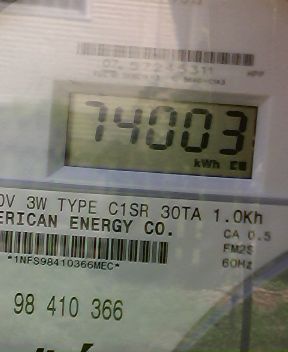 74003
kWh
0V 3W TYPE C1SR 30TA 1.0Kh
ERICAN ENERGY CO.
CA 0.5
FM2S
60Hz
*1NFS98410366MEC*
98 410 366